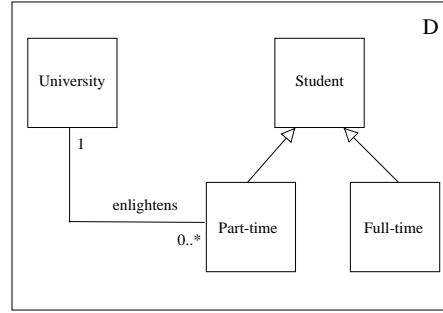 D
University
Student
1
enlightens
0..*
Part-time
Full-time